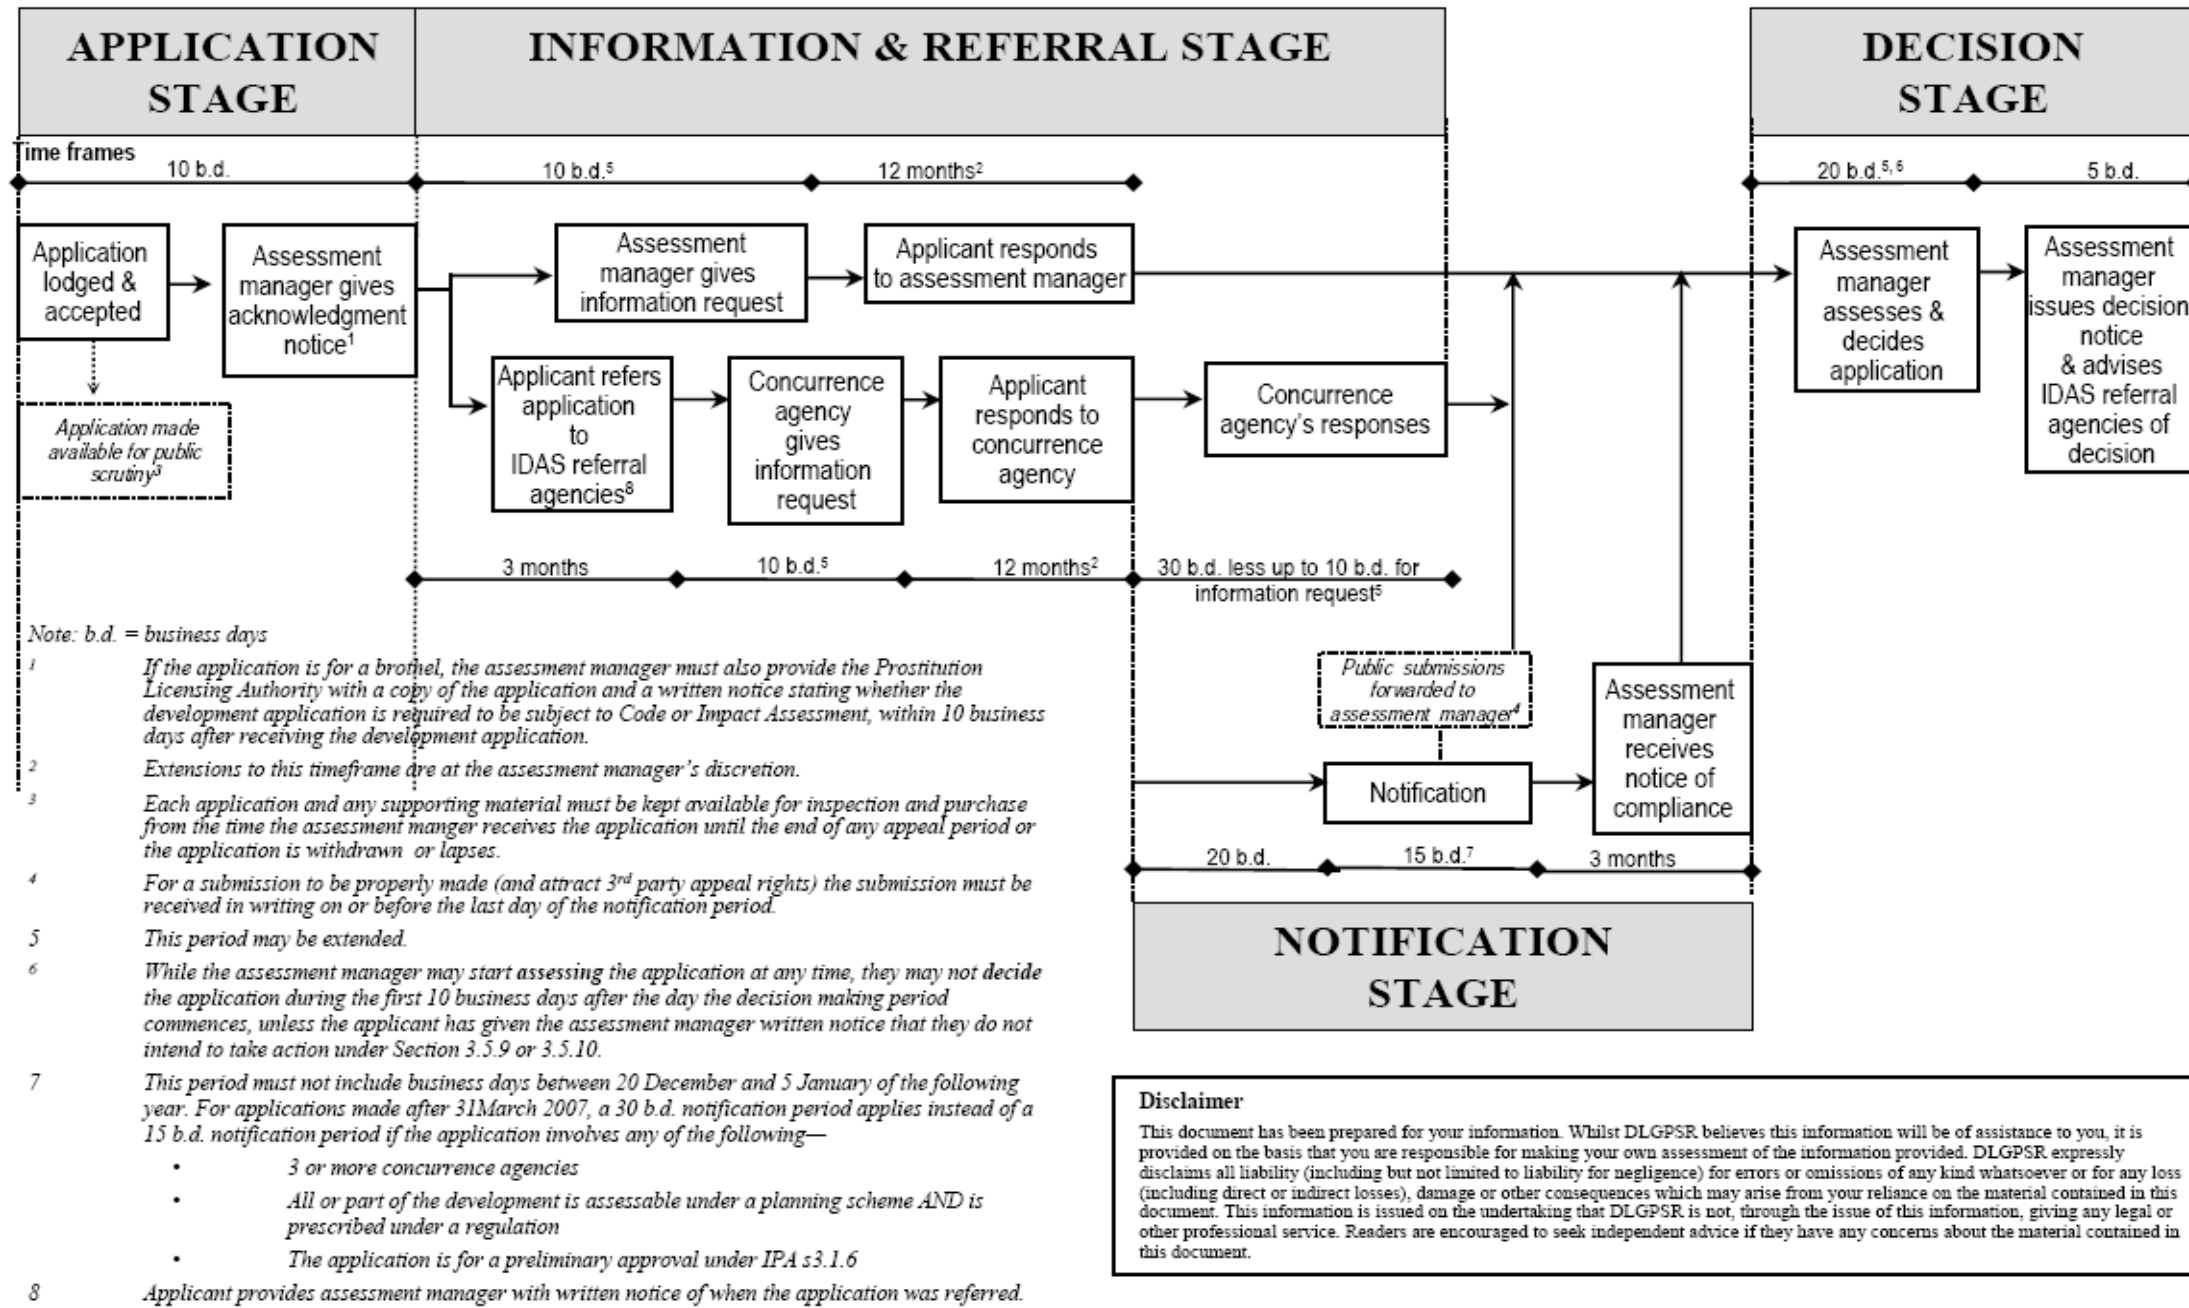 APPLICATION
STAGE
INFORMATION & REFERRAL STAGE
DECISION
STAGE
Time frames
10 b.d.
10 b.d.5
12 months2
20 b.d.5, 6
5 b.d.
Application
lodged &
accepted
Assessment
manager gives
acknowledgment
notice1
Application made
available for public
scrutiny3
Assessment
manager gives
information request
Applicant responds
to assessment manager
Applicant refers
application
to
IDAS referral
agencies8
Concurrence
agency
gives
information
request
Applicant
responds to
concurrence
agency
Concurrence
agency's responses
Assessment
manager
assesses &
decides
application
Assessment
manager
issues decision
notice
& advises
IDAS referral
agencies of
decision
3 months
10 b.d.5
12 months2
30 b.d. less up to 10 b.d. for
information request5
Public submissions
forwarded to
assessment manager4
Notification
Assessment
manager
receives
notice of
compliance
20 b.d.
15 b.d.7
3 months
NOTIFICATION
STAGE
Note: b.d. = business days
1 If the application is for a brothel, the assessment manager must also provide the Prostitution
Licensing Authority with a copy of the application and a written notice stating whether the
development application is required to be subject to Code or Impact Assessment, within 10 business
days after receiving the development application.
2 Extensions to this timeframe are at the assessment manager's discretion.
3 Each application and any supporting material must be kept available for inspection and purchase
from the time the assessment manger receives the application until the end of any appeal period or
the application is withdrawn or lapses.
4 For a submission to be properly made (and attract 3rd party appeal rights) the submission must be
received in writing on or before the last day of the notification period.
5 This period may be extended.
6 While the assessment manager may start assessing the application at any time, they may not decide
the application during the first 10 business days after the day the decision making period
commences, unless the applicant has given the assessment manager written notice that they do not
intend to take action under Section 3.5.9 or 3.5.10.
7 This period must not include business days between 20 December and 5 January of the following
year. For applications made after 31March 2007, a 30 b.d. notification period applies instead of a
15 b.d. notification period if the application involves any of the following—
• 3 or more concurrence agencies
• All or part of the development is assessable under a planning scheme AND is
prescribed under a regulation
• The application is for a preliminary approval under IPA s3.1.6
8 Applicant provides assessment manager with written notice of when the application was referred.
Disclaimer
This document has been prepared for your information. Whilst DLGPSR believes this information will be of assistance to you, it is
provided on the basis that you are responsible for making your own assessment of the information provided. DLGPSR expressly
disclaims all liability (including but not limited to liability for negligence) for errors or omissions of any kind whatsoever or for any loss
(including direct or indirect losses), damage or other consequences which may arise from your reliance on the material contained in this
document. This information is issued on the undertaking that DLGPSR is not, through the issue of this information, giving any legal or
other professional service. Readers are encouraged to seek independent advice if they have any concerns about the material contained in
this document.